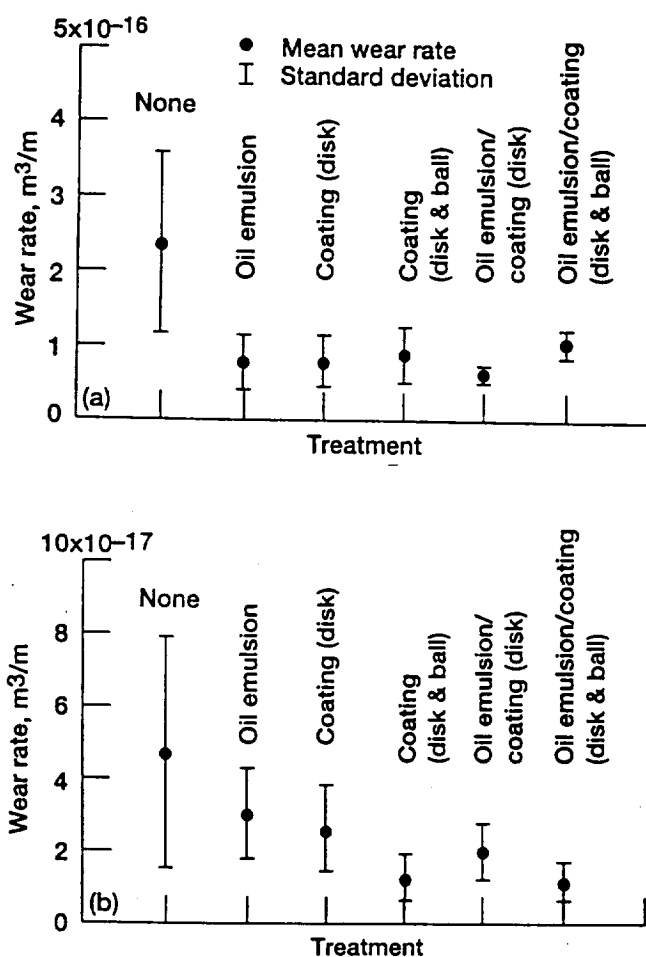 5x10–16
Mean wear rate
Standard deviation
None
Oil emulsion
Coating (disk)
Coating
(disk & ball)
Oil emulsion/
coating (disk)
Oil emulsion/coating
(disk & ball)
Wear rate, m3/m
4
3
2
1
0
(a)
Treatment
10x10–17
None
Oil emulsion
Coating (disk)
Coating
(disk & ball)
Oil emulsion/
coating (disk)
Oil emulsion/coating
(disk & ball)
Wear rate, m3/m
8
6
4
2
0
(b)
Treatment